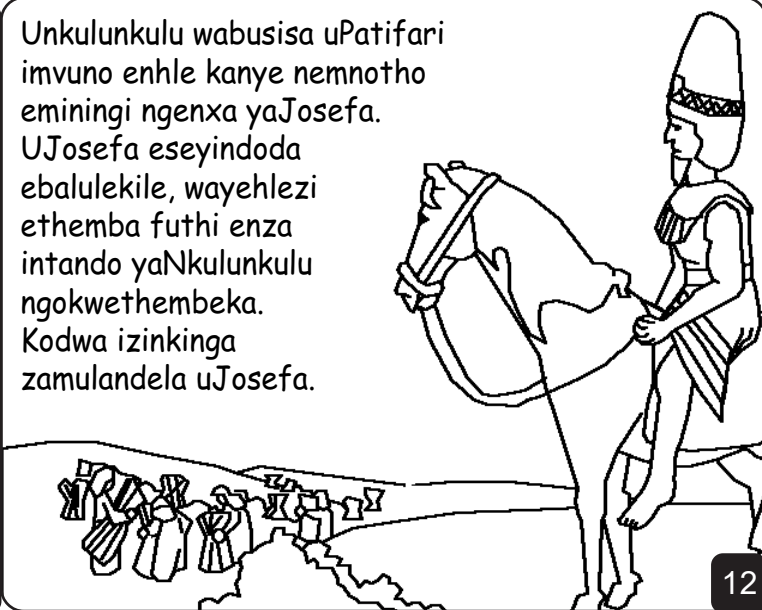 Unkulunkulu wabusisa uPatifari
imvuno enhle kanye nemnotho
eminingi ngenxa yaJosefa.
UJosefa eseyindoda
ebalulekile, wayehlezi
ethemba futhi enza
intando yaNkulunkulu
ngokwethembeka.
Kodwa izinkinga
zamulandela uJosefa.
12